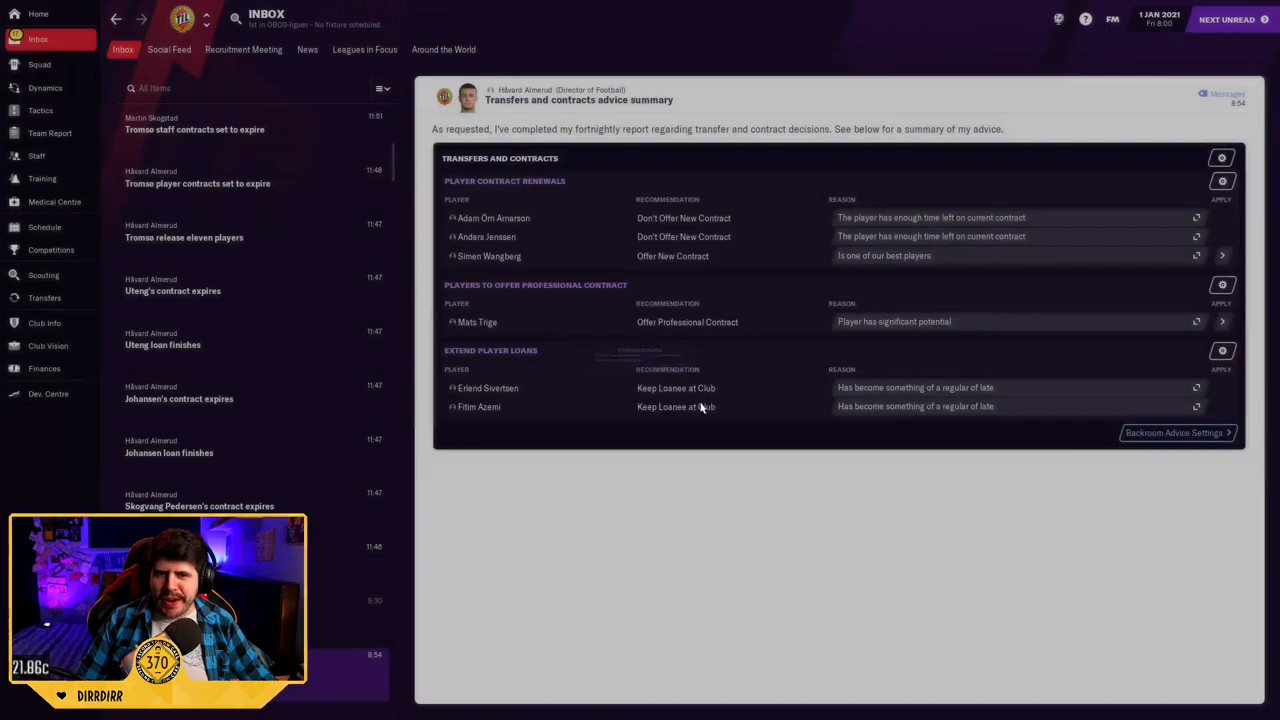 Home
INBOX
1st in OBOS-ligaen - No fixture scheduled.
FM
1 JAN 2021
Fri 8:00
NEXT UNREAD
Inbox
Squad
Dynamics
Tactics
Team Report
Staff
Training
Medical Centre
Schedule
Competitions
Scouting
Transfers
Club Info
Club Vision
Finances
Dev. Centre
Inbox
Social Feed
Recruitment Meeting
News
Leagues in Focus
Around the World
All Items
Martin Skogstad
11:51
Tromsø staff contracts set to expire
Håvard Almerud
11:48
Tromsø player contracts set to expire
Håvard Almerud
11:47
Tromsø release eleven players
Håvard Almerud
11:47
Uteng's contract expires
Håvard Almerud
11:47
Uteng loan finishes
Håvard Almerud
11:47
Johansen's contract expires
Håvard Almerud
11:47
Johansen loan finishes
Håvard Almerud
11:47
Skogvang Pedersen's contract expires
11:46
9:30
8:54
Håvard Almerud (Director of Football)
Transfers and contracts advice summary
Messages
8:54
As requested, I've completed my fortnightly report regarding transfer and contract decisions. See below for a summary of my advice.
TRANSFERS AND CONTRACTS
PLAYER CONTRACT RENEWALS
PLAYER RECOMMENDATION REASON APPLY
Adam Örn Arnarson Don't Offer New Contract The player has enough time left on current contract
Anders Jenssen Don't Offer New Contract The player has enough time left on current contract
Simen Wangberg Offer New Contract Is one of our best players
PLAYERS TO OFFER PROFESSIONAL CONTRACT
PLAYER RECOMMENDATION REASON APPLY
Mats Trige Offer Professional Contract Player has significant potential
EXTEND PLAYER LOANS
PLAYER RECOMMENDATION REASON APPLY
Erlend Sivertsen Keep Loanee at Club Has become something of a regular of late
Fitim Azemi Keep Loanee at Club Has become something of a regular of late
Backroom Advice Settings
21.86c
370
DIRRDIRR